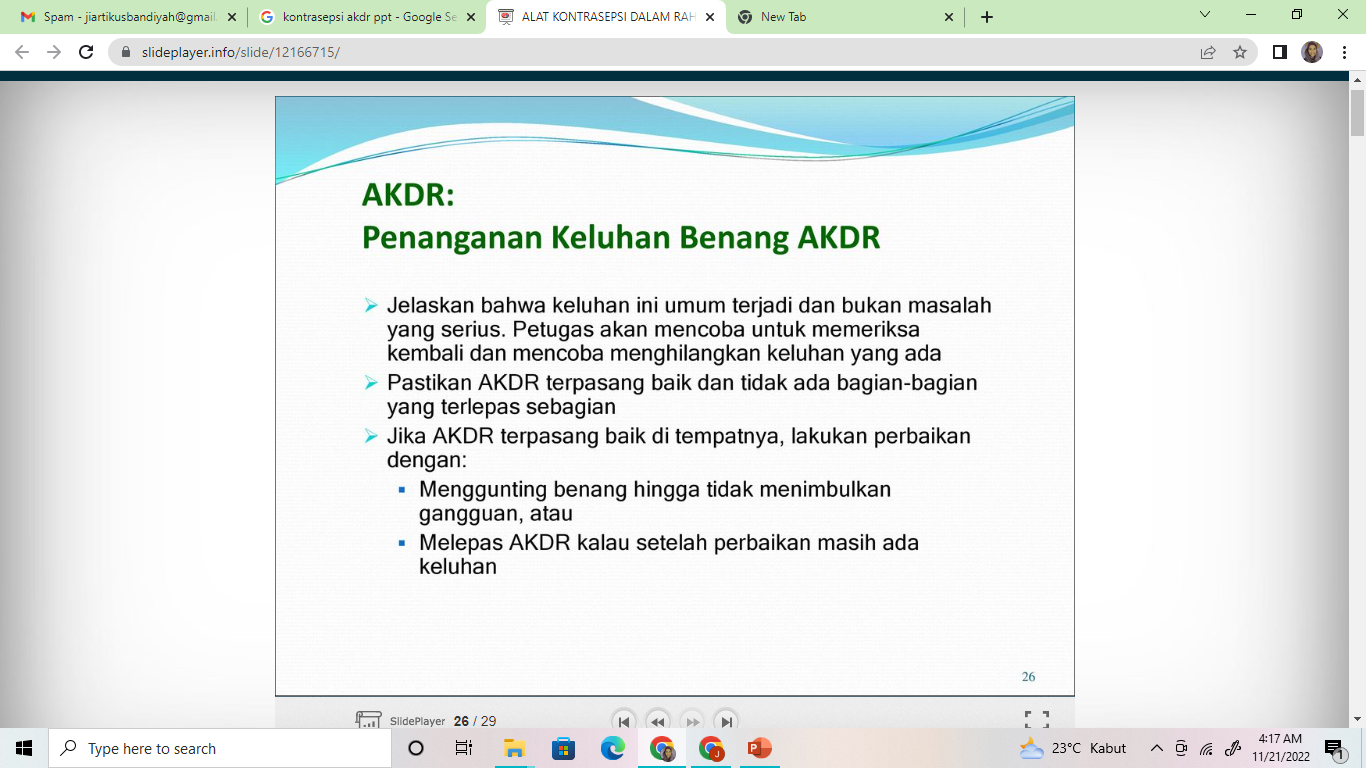 Spam - jiartikusbandiyah@gmail.
kontrasepsi akdr ppt - Google Se
ALAT KONTRASEPSI DALAM RAH
New Tab
slideplayer.info/slide/12166715/
AKDR:
Penanganan Keluhan Benang AKDR
Jelaskan bahwa keluhan ini umum terjadi dan bukan masalah
yang serius. Petugas akan mencoba untuk memeriksa
kembali dan mencoba menghilangkan keluhan yang ada
Pastikan AKDR terpasang baik dan tidak ada bagian-bagian
yang terlepas sebagian
Jika AKDR terpasang baik di tempatnya, lakukan perbaikan
dengan:
Menggunting benang hingga tidak menimbulkan
gangguan, atau
Melepas AKDR kalau setelah perbaikan masih ada
keluhan
26
SlidePlayer 26 / 29
Type here to search
23°C Kabut
4:17 AM
11/21/2022
1